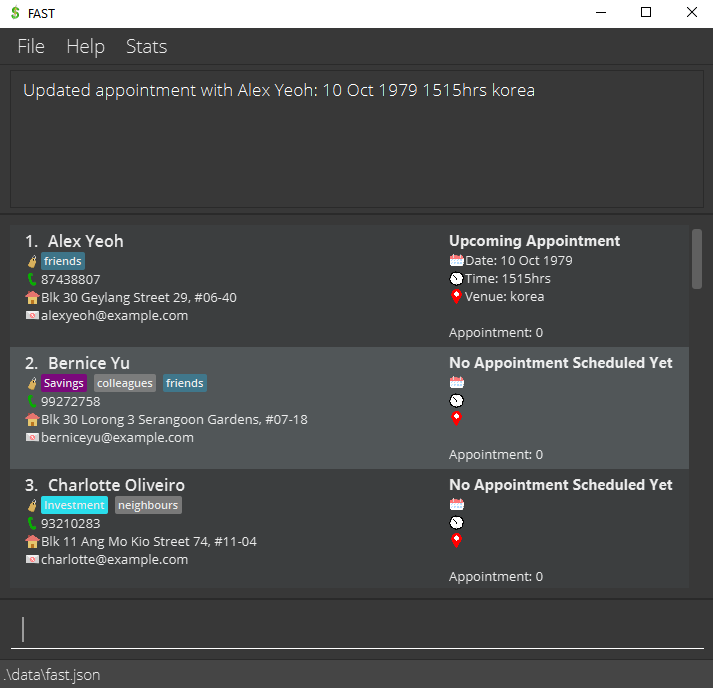 FAST
File Help Stats
Updated appointment with Alex Yeoh: 10 Oct 1979 1515hrs korea
1. Alex Yeoh
friends
87438807
Blk 30 Geylang Street 29, #06-40
alexyeoh@example.com
Upcoming Appointment
Date: 10 Oct 1979
Time: 1515hrs
Venue: korea
Appointment: 0
2. Bernice Yu
Savings colleagues friends
99272758
Blk 30 Lorong 3 Serangoon Gardens, #07-18
berniceyu@example.com
No Appointment Scheduled Yet
Appointment: 0
3. Charlotte Oliveiro
Investment neighbours
93210283
Blk 11 Ang Mo Kio Street 74, #11-04
charlotte@example.com
No Appointment Scheduled Yet
Appointment: 0
.\data\fast.json